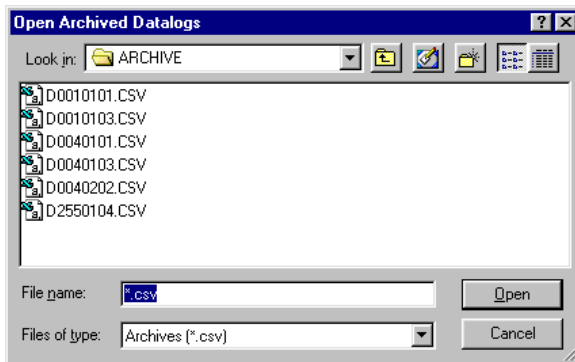 Open Archived Datalogs
Look in: ARCHIVE
D0010101.CSV
D0010103.CSV
D0040101.CSV
D0040103.CSV
D0040202.CSV
D2550104.CSV
File name: *.csv Open
Files of type: Archives (*.csv) Cancel